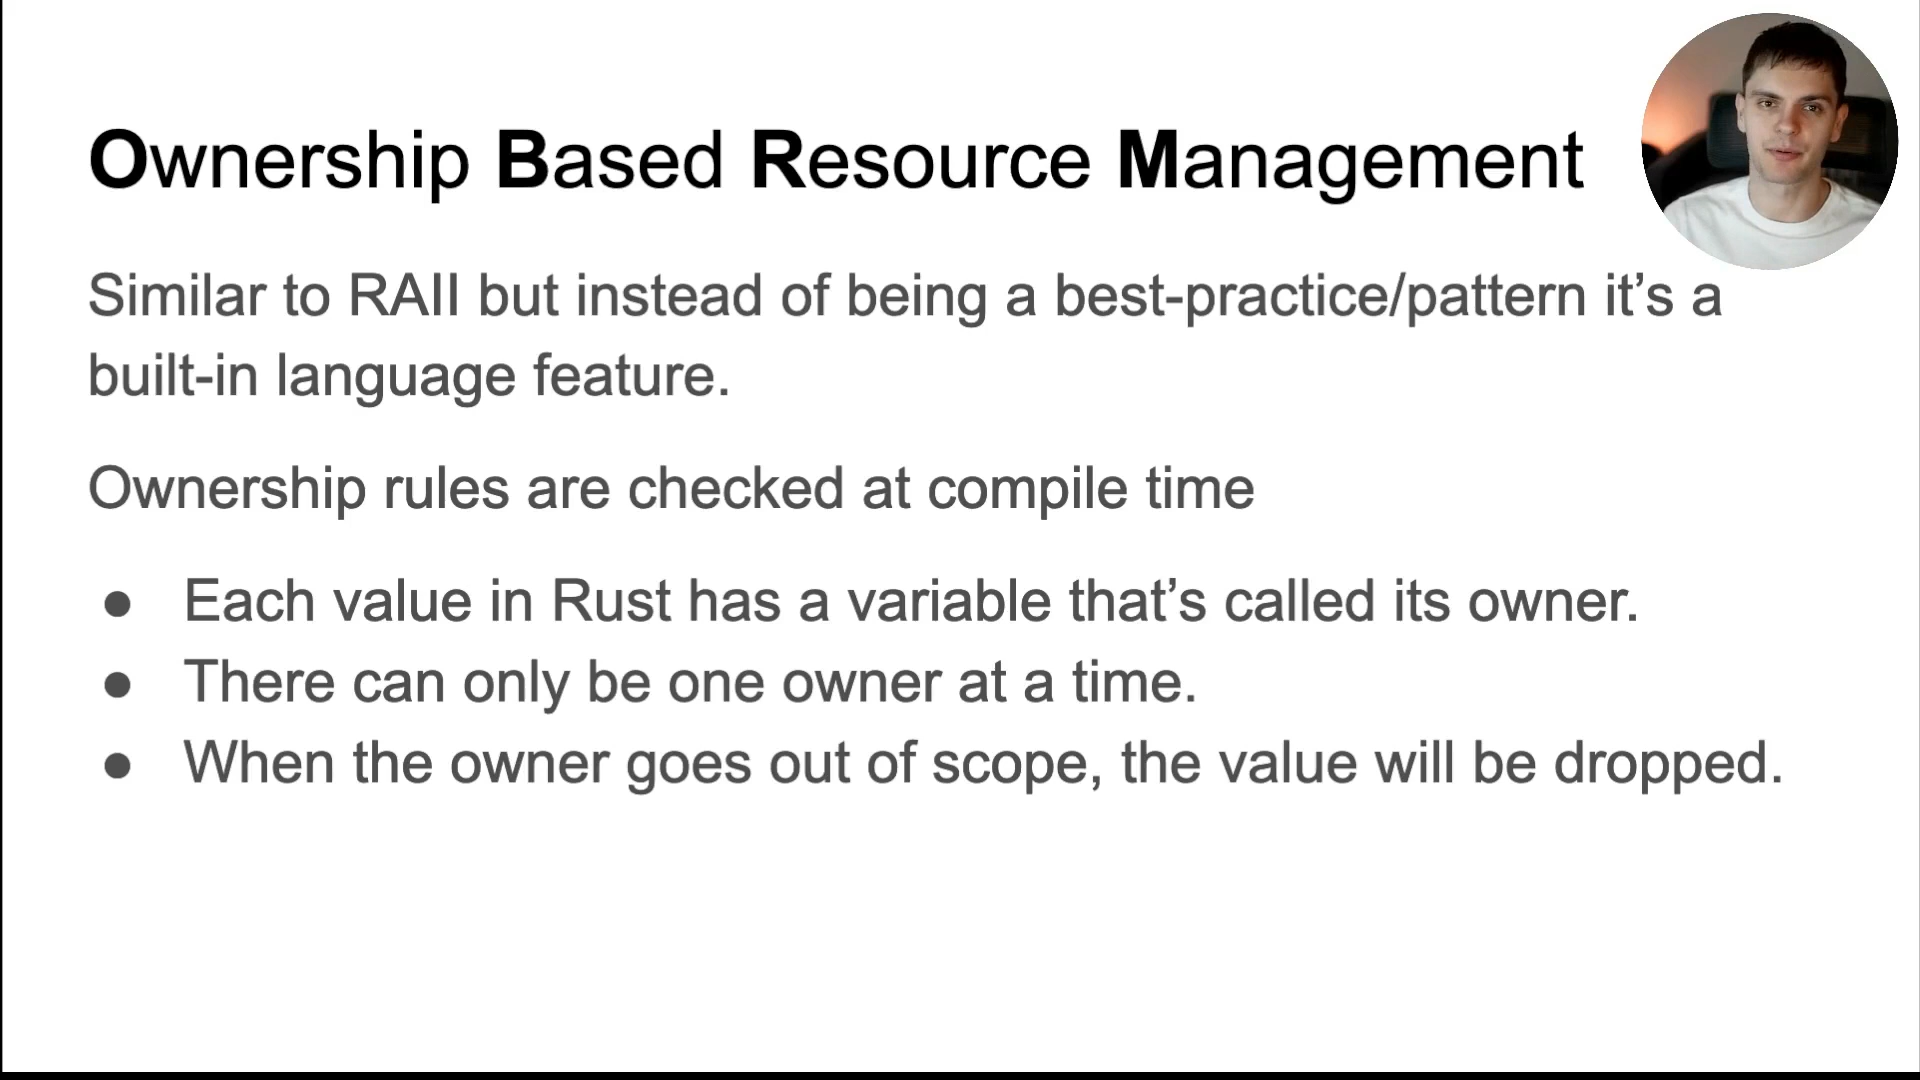 Ownership Based Resource Management
Similar to RAII but instead of being a best-practice/pattern it’s a
built-in language feature.
Ownership rules are checked at compile time
● Each value in Rust has a variable that’s called its owner.
● There can only be one owner at a time.
● When the owner goes out of scope, the value will be dropped.